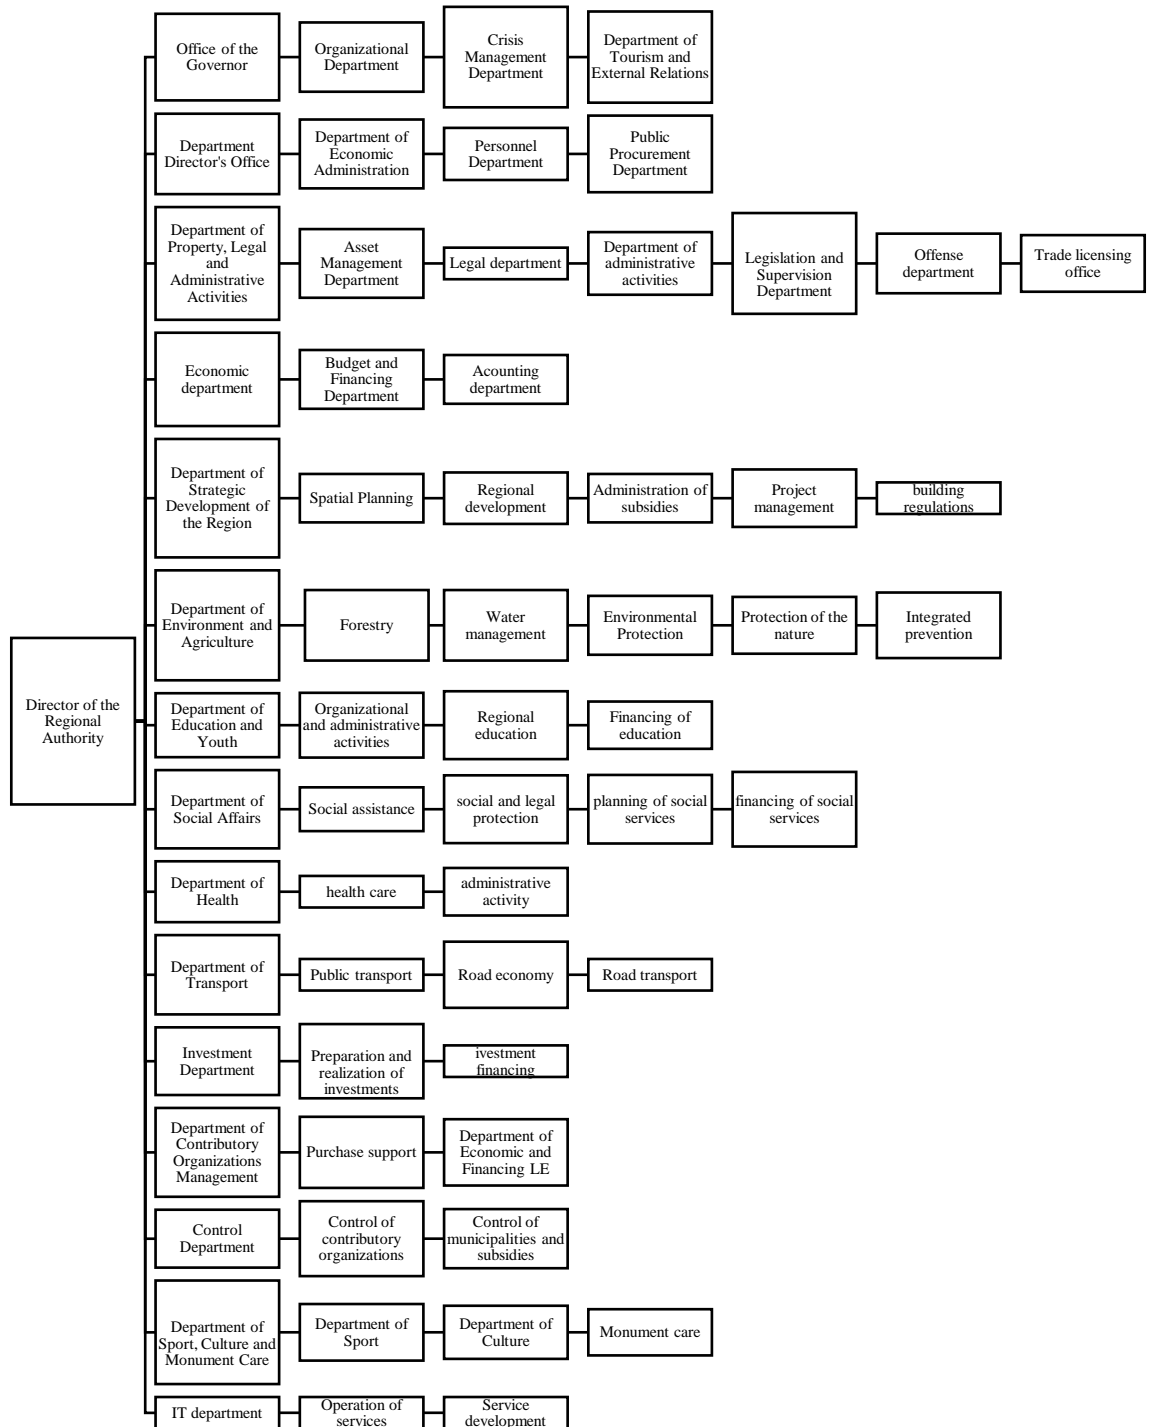 Office of the
Governor
Organizational
Department
Crisis
Management
Department
Department of
Tourism and
External Relations
Department
Director's Office
Department of
Economic
Administration
Personnel
Department
Public
Procurement
Department
Department of
Property, Legal
and
Administrative
Activities
Asset
Management
Department
Legal department
Department of
administrative
activities
Legislation and
Supervision
Department
Offense
department
Trade licensing
office
Economic
department
Budget and
Financing
Department
Acounting
department
Department of
Strategic
Development of
the Region
Spatial Planning
Regional
development
Administration of
subsidies
Project
management
building
regulations
Department of
Environment and
Agriculture
Forestry
Water
management
Environmental
Protection
Protection of the
nature
Integrated
prevention
Director of the
Regional
Authority
Department of
Education and
Youth
Organizational
and administrative
activities
Regional
education
Financing of
education
Department of
Social Affairs
Social assistance
social and legal
protection
planning of social
services
financing of social
services
Department of
Health
health care
administrative
activity
Department of
Transport
Public transport
Road economy
Road transport
Investment
Department
Preparation and
realization of
investments
ivestment
financing
Department of
Contributory
Organizations
Management
Purchase support
Department of
Economic and
Financing LE
Control
Department
Control of
contributory
organizations
Control of
municipalities and
subsidies
Department of
Sport, Culture and
Monument Care
Department of
Sport
Department of
Culture
Monument care
IT department
Operation of
services
Service
development